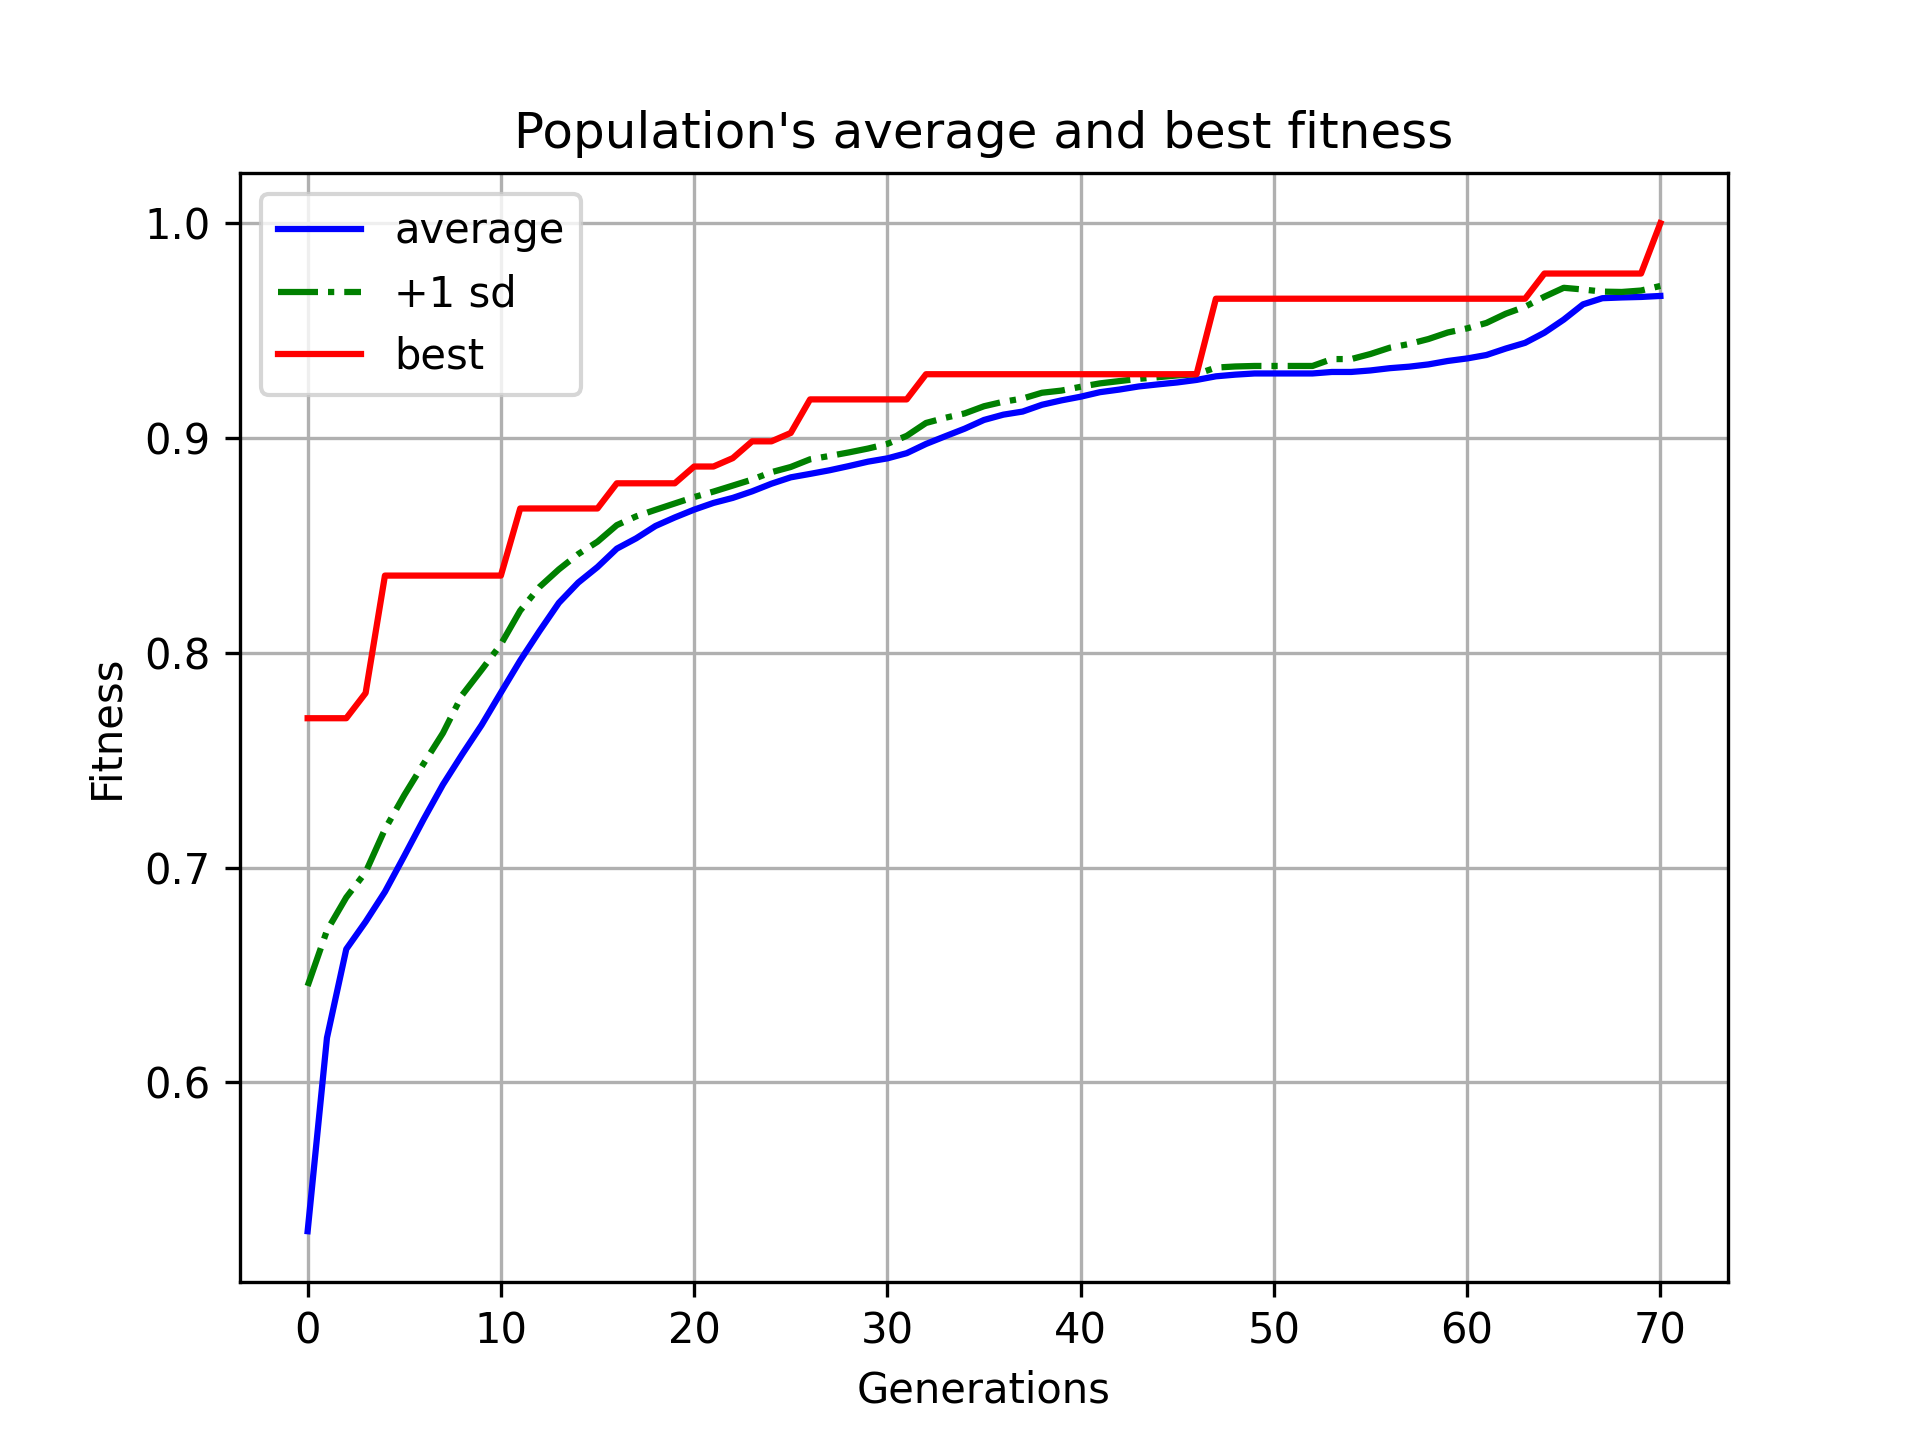 Population's average and best fitness
average
+1 sd
best
1.0
0.9
0.8
0.7
0.6
Fitness
0 10 20 30 40 50 60 70
Generations